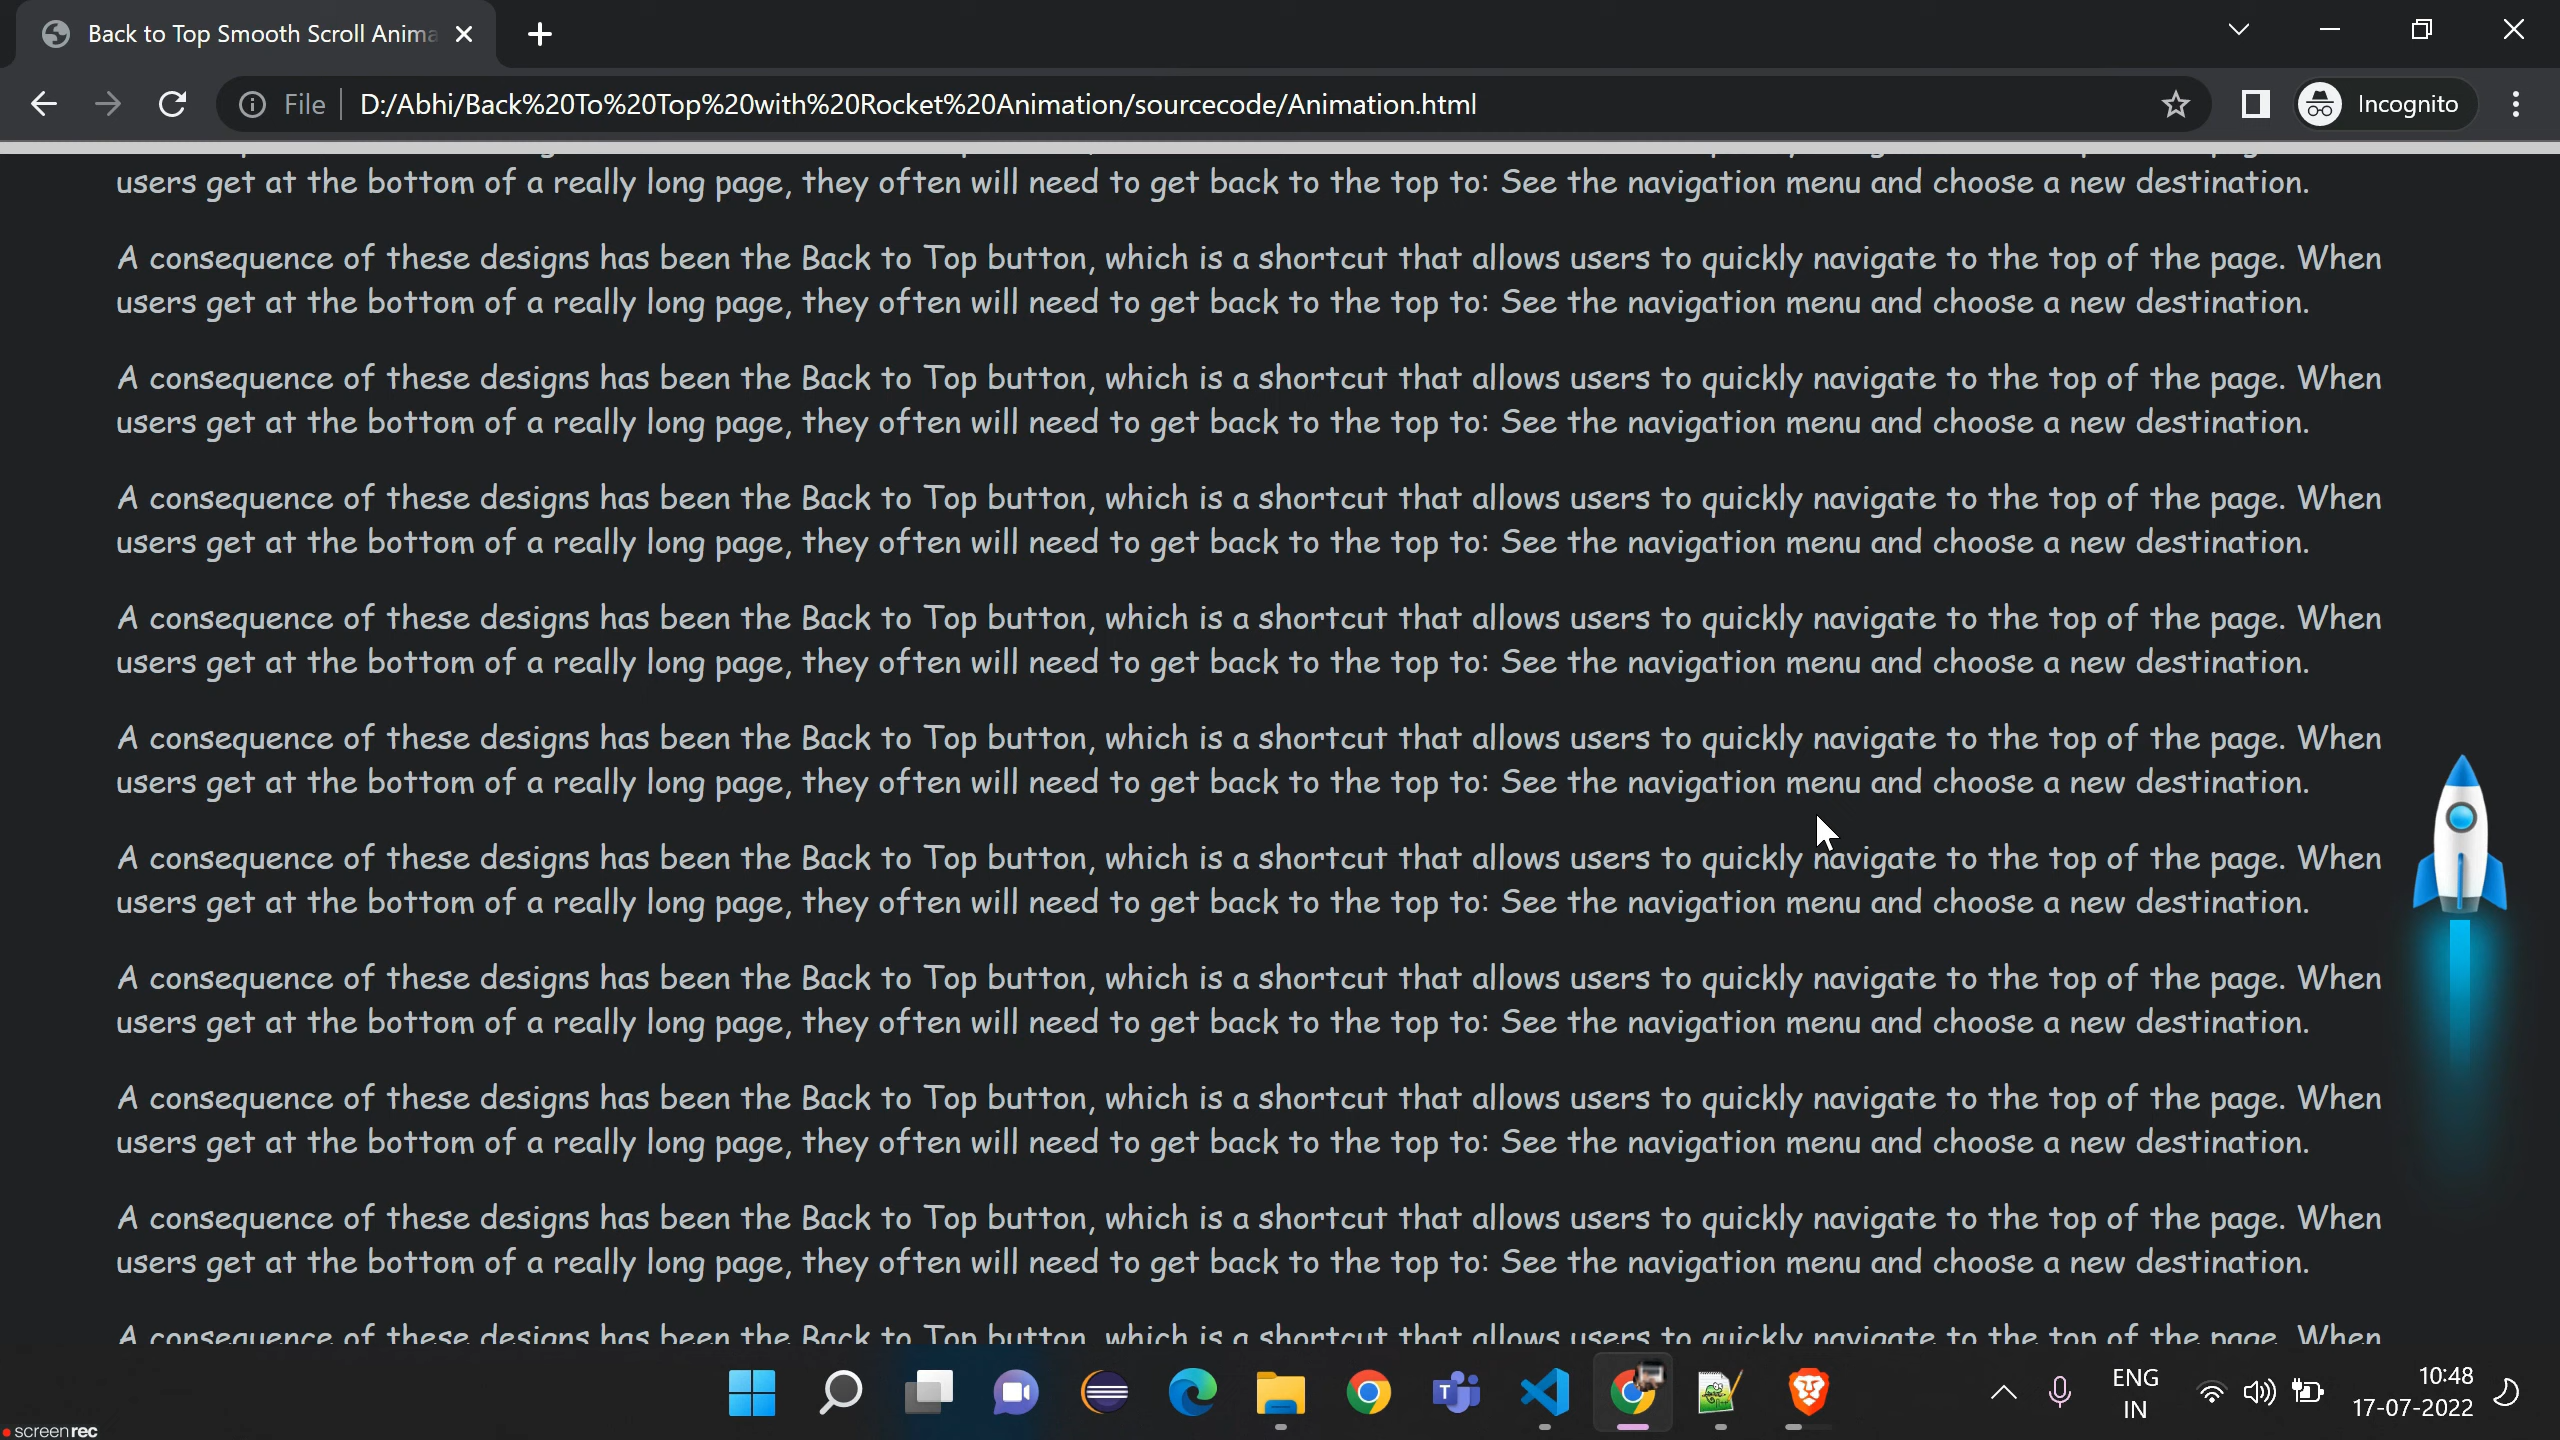 Back to Top Smooth Scroll Anima
File
D:/Abhi/Back%20To%20Top%20with%20Rocket%20Animation/sourcecode/Animation.html
Incognito
users get at the bottom of a really long page, they often will need to get back to the top to: See the navigation menu and choose a new destination.
A consequence of these designs has been the Back to Top button, which is a shortcut that allows users to quickly navigate to the top of the page. When
users get at the bottom of a really long page, they often will need to get back to the top to: See the navigation menu and choose a new destination.
A consequence of these designs has been the Back to Top button, which is a shortcut that allows users to quickly navigate to the top of the page. When
users get at the bottom of a really long page, they often will need to get back to the top to: See the navigation menu and choose a new destination.
A consequence of these designs has been the Back to Top button, which is a shortcut that allows users to quickly navigate to the top of the page. When
users get at the bottom of a really long page, they often will need to get back to the top to: See the navigation menu and choose a new destination.
A consequence of these designs has been the Back to Top button, which is a shortcut that allows users to quickly navigate to the top of the page. When
users get at the bottom of a really long page, they often will need to get back to the top to: See the navigation menu and choose a new destination.
A consequence of these designs has been the Back to Top button, which is a shortcut that allows users to quickly navigate to the top of the page. When
users get at the bottom of a really long page, they often will need to get back to the top to: See the navigation menu and choose a new destination.
A consequence of these designs has been the Back to Top button, which is a shortcut that allows users to quickly navigate to the top of the page. When
users get at the bottom of a really long page, they often will need to get back to the top to: See the navigation menu and choose a new destination.
A consequence of these designs has been the Back to Top button, which is a shortcut that allows users to quickly navigate to the top of the page. When
users get at the bottom of a really long page, they often will need to get back to the top to: See the navigation menu and choose a new destination.
A consequence of these designs has been the Back to Top button, which is a shortcut that allows users to quickly navigate to the top of the page. When
users get at the bottom of a really long page, they often will need to get back to the top to: See the navigation menu and choose a new destination.
A consequence of these designs has been the Back to Top button, which is a shortcut that allows users to quickly navigate to the top of the page. When
users get at the bottom of a really long page, they often will need to get back to the top to: See the navigation menu and choose a new destination.
A consequence of these designs has been the Back to Top button, which is a shortcut that allows users to quickly navigate to the top of the page. When
ENG
IN
10:48
17-07-2022
screenrec